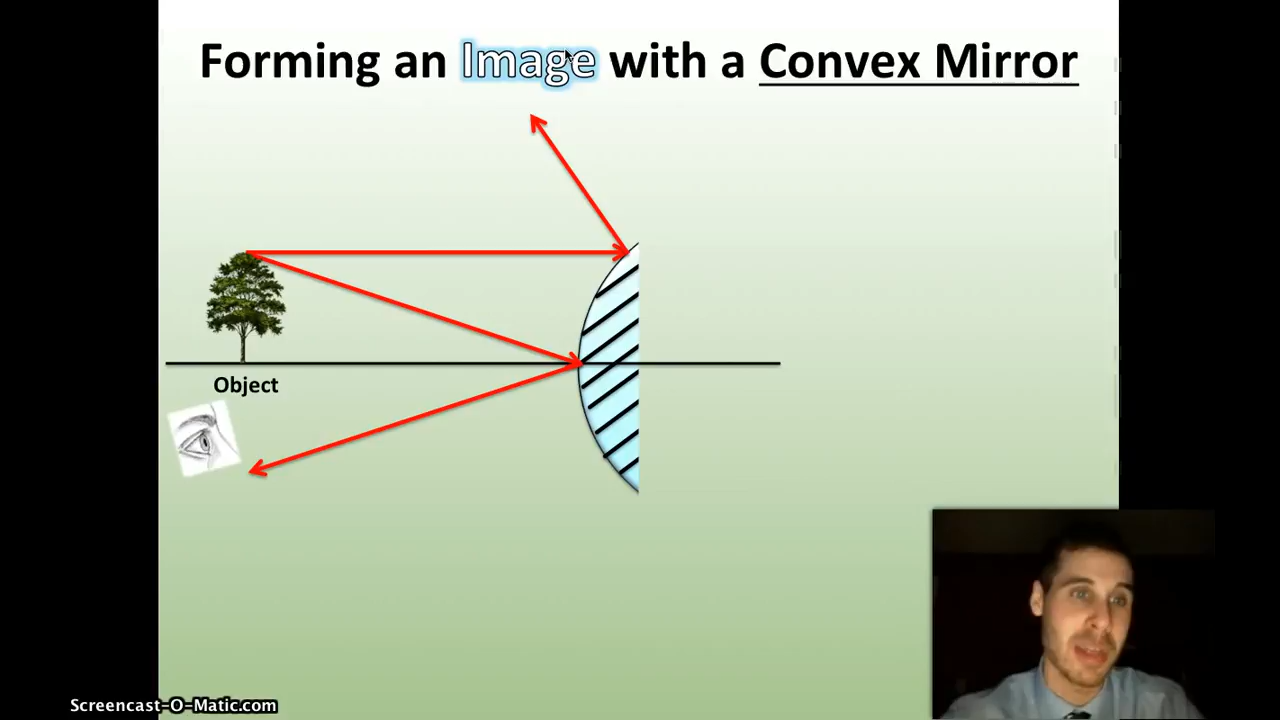 Forming an Image with a Convex Mirror
Object
Screencast-O-Matic.com